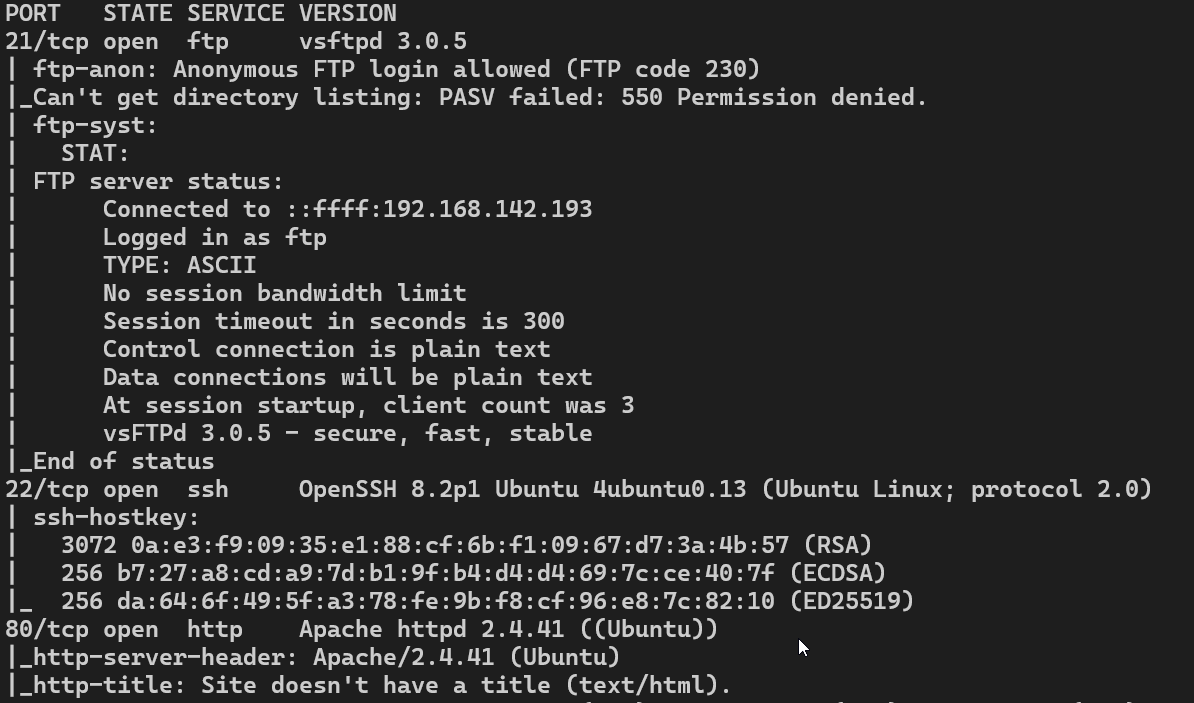 PORT   STATE SERVICE VERSION
21/tcp open  ftp     vsftpd 3.0.5
| ftp-anon: Anonymous FTP login allowed (FTP code 230)
|_Can't get directory listing: PASV failed: 550 Permission denied.
| ftp-syst:
|   STAT:
| FTP server status:
|      Connected to ::ffff:192.168.142.193
|      Logged in as ftp
|      TYPE: ASCII
|      No session bandwidth limit
|      Session timeout in seconds is 300
|      Control connection is plain text
|      Data connections will be plain text
|      At session startup, client count was 3
|      vsFTPd 3.0.5 - secure, fast, stable
|_End of status
22/tcp open  ssh     OpenSSH 8.2p1 Ubuntu 4ubuntu0.13 (Ubuntu Linux; protocol 2.0)
| ssh-hostkey:
|   3072 0a:e3:f9:09:35:e1:88:cf:6b:f1:09:67:d7:3a:4b:57 (RSA)
|   256 b7:27:a8:cd:a9:7d:b1:9f:b4:d4:d4:69:7c:ce:40:7f (ECDSA)
|_  256 da:64:6f:49:5f:a3:78:fe:9b:f8:cf:96:e8:7c:82:10 (ED25519)
80/tcp open  http    Apache httpd 2.4.41 ((Ubuntu))
|_http-server-header: Apache/2.4.41 (Ubuntu)
|_http-title: Site doesn't have a title (text/html).